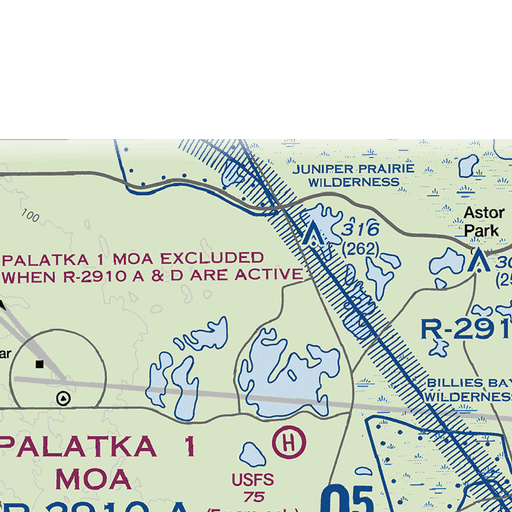 JUNIPER PRAIRIE
WILDERNESS
100
316
(262)
Astor
Park
PALATKA 1 MOA EXCLUDED
WHEN R-2910 A & D ARE ACTIVE
R-291
BILLIES BAY
WILDERNESS
PALATKA 1
MOA
H
USFS
75
05